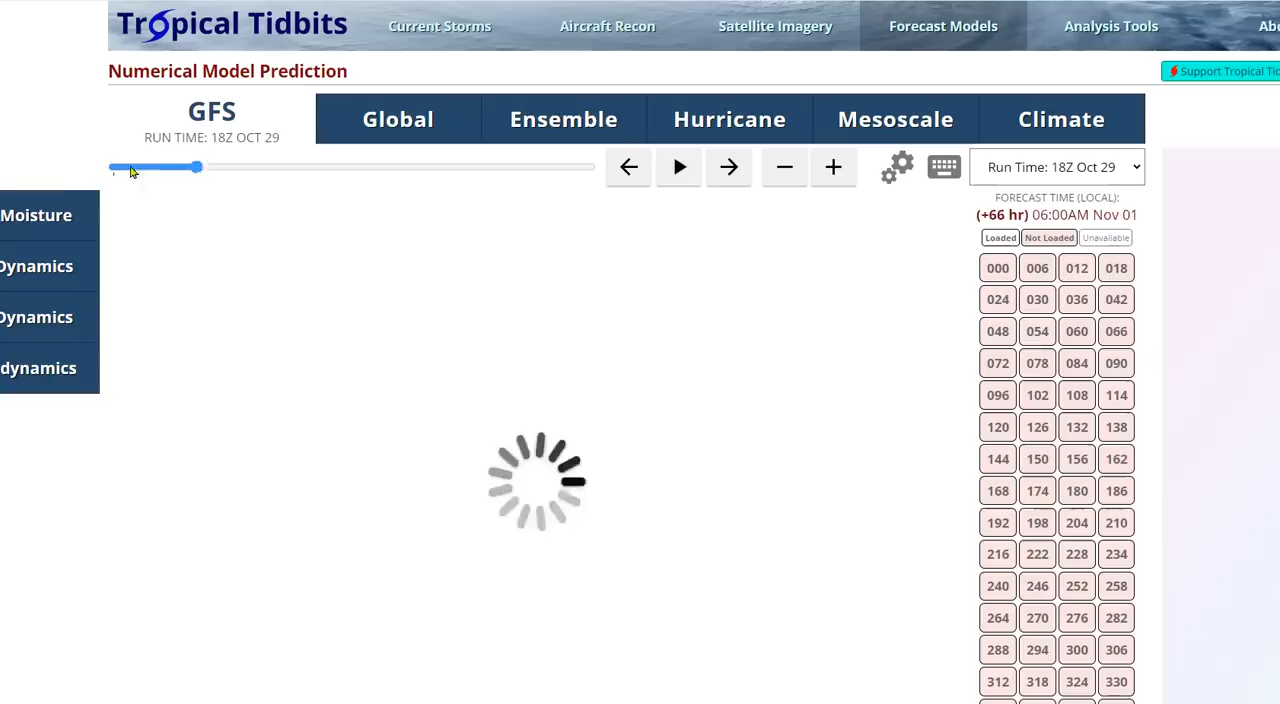 Tropical Tidbits
Current Storms Aircraft Recon Satellite Imagery Forecast Models Analysis Tools
Numerical Model Prediction
Support Tropical
GFS
RUN TIME: 18Z OCT 29
Global Ensemble Hurricane Mesoscale Climate
Run Time: 18Z Oct 29
FORECAST TIME (LOCAL):
(+66 hr) 06:00AM Nov 01
Loaded Not Loaded Unavailable
Moisture
Dynamics
Dynamics
dynamics
000 006 012 018
024 030 036 042
048 054 060 066
072 078 084 090
096 102 108 114
120 126 132 138
144 150 156 162
168 174 180 186
192 198 204 210
216 222 228 234
240 246 252 258
264 270 276 282
288 294 300 306
312 318 324 330